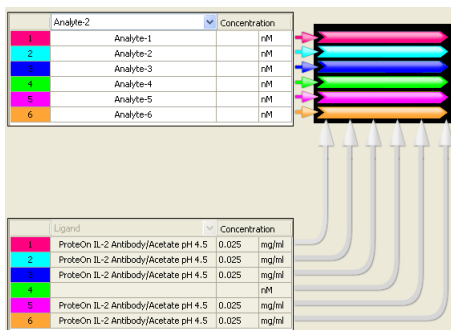 Analyte-2 Concentration
1 Analyte-1 nM
2 Analyte-2 nM
3 Analyte-3 nM
4 Analyte-4 nM
5 Analyte-5 nM
6 Analyte-6 nM
Ligand Concentration
1 ProteOn IL-2 Antibody/Acetate pH 4.5 0.025 mg/ml
2 ProteOn IL-2 Antibody/Acetate pH 4.5 0.025 mg/ml
3 ProteOn IL-2 Antibody/Acetate pH 4.5 0.025 mg/ml
4 nM
5 ProteOn IL-2 Antibody/Acetate pH 4.5 0.025 mg/ml
6 ProteOn IL-2 Antibody/Acetate pH 4.5 0.025 mg/ml